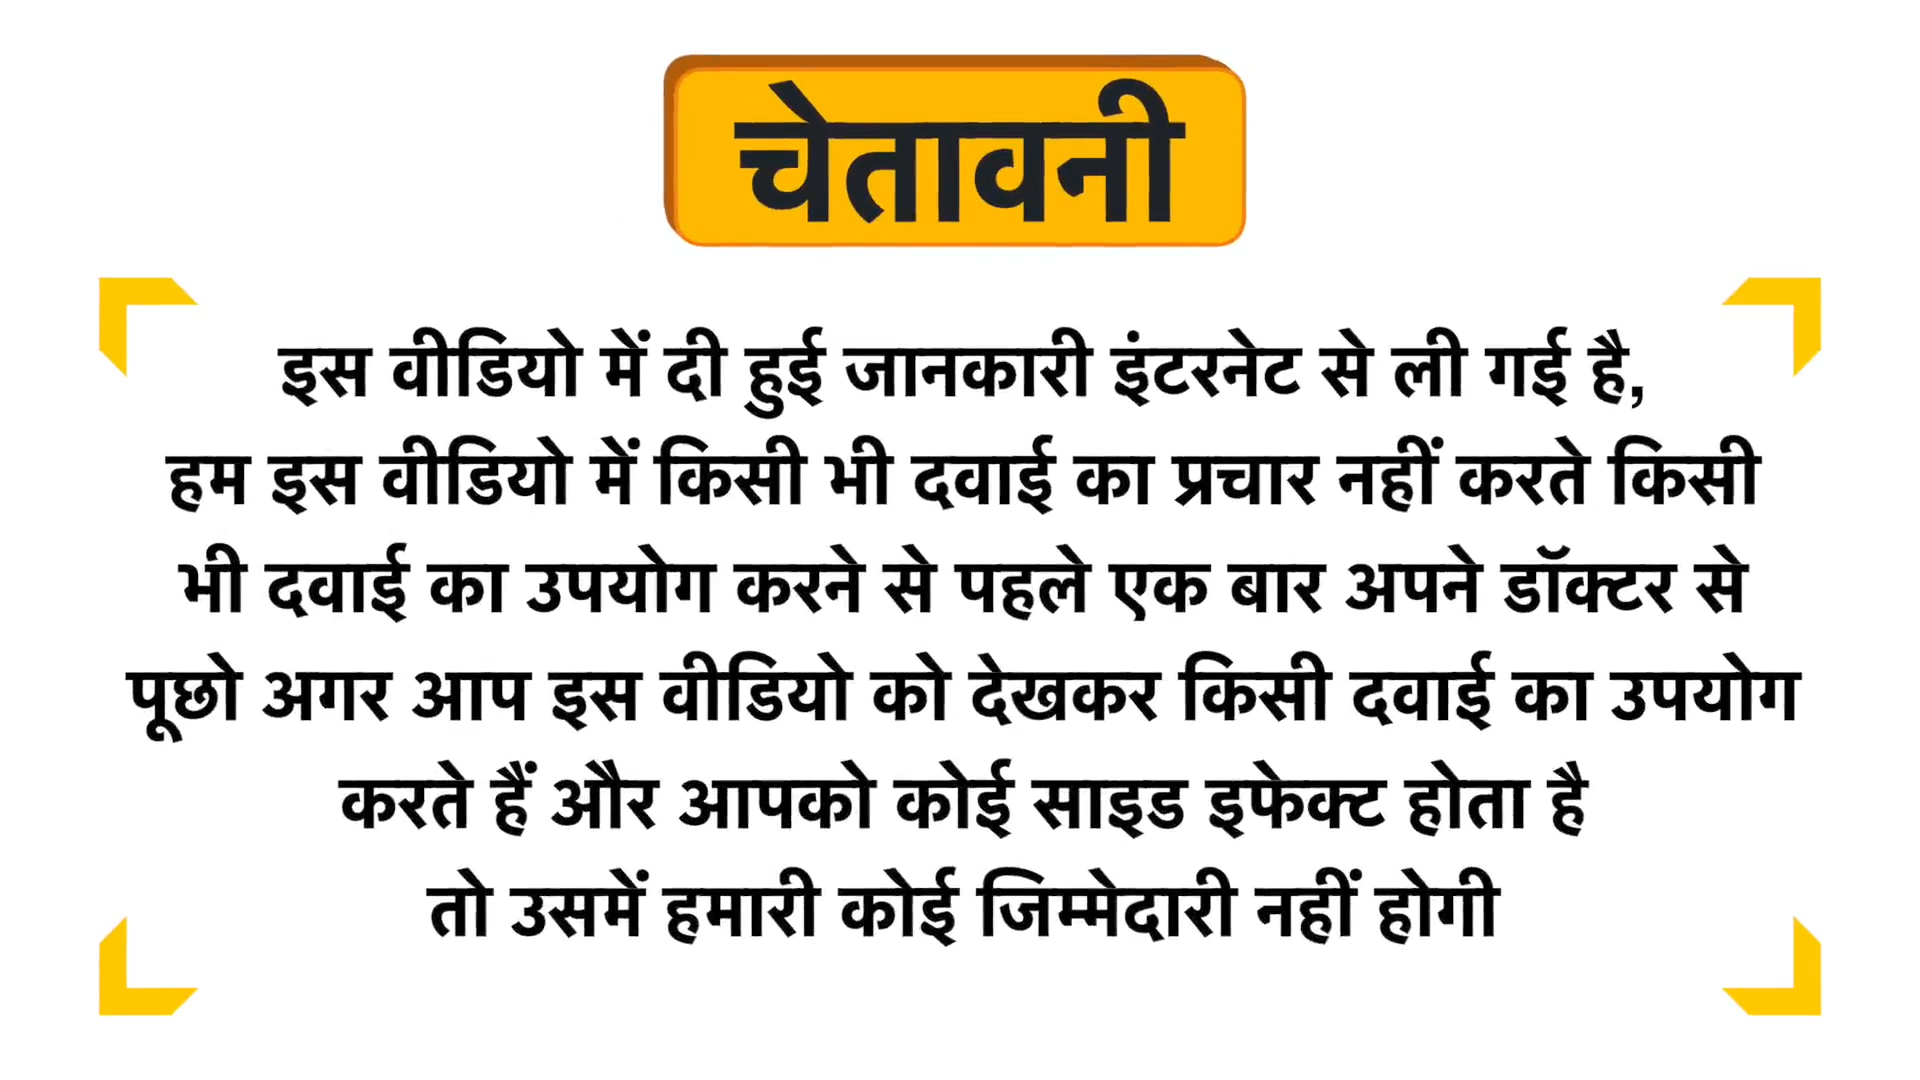 चेतावनी
इस वीडियो में दी हुई जानकारी इंटरनेट से ली गई है,
हम इस वीडियो में किसी भी दवाई का प्रचार नहीं करते किसी
भी दवाई का उपयोग करने से पहले एक बार अपने डॉक्टर से
पूछो अगर आप इस वीडियो को देखकर किसी दवाई का उपयोग
करते हैं और आपको कोई साइड इफेक्ट होता है
तो उसमें हमारी कोई जिम्मेदारी नहीं होगी